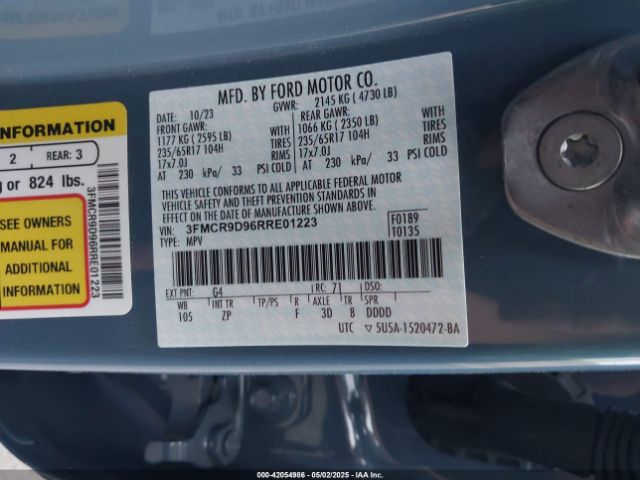 MFD. BY FORD MOTOR CO.
DATE: 10/23
GVWR: 2145 KG ( 4730 LB)
FRONT GAWR:
1177 KG ( 2595 LB)
235/65R17 104H
17x7.0J
AT 230 kPa/ 33 PSI COLD
WITH
TIRES
RIMS
REAR GAWR:
1066 KG ( 2350 LB)
235/65R17 104H
17x7.0J
AT 230 kPa/ 33 PSI COLD
WITH
TIRES
RIMS
THIS VEHICLE CONFORMS TO ALL APPLICABLE FEDERAL MOTOR
VEHICLE SAFETY AND THEFT PREVENTION STANDARDS IN
EFFECT ON THE DATE OF MANUFACTURE SHOWN ABOVE.
VIN: 3FMCR9D96RRE01223
TYPE: MPV
F0189
T0135
EXT PNT: G4 RC: 71 DSO:
WB INT TR TP/PS R AXLE TR SPR
105 ZP F 3D 8 DDDD
UTC 5U5A-1520472-BA
INFORMATION
2 REAR: 3
or 824 lbs.
SEE OWNERS
MANUAL FOR
ADDITIONAL
INFORMATION
3FMCR9D96RRE01223
00-42054986 - 05/02/2025 - IAA, Inc.